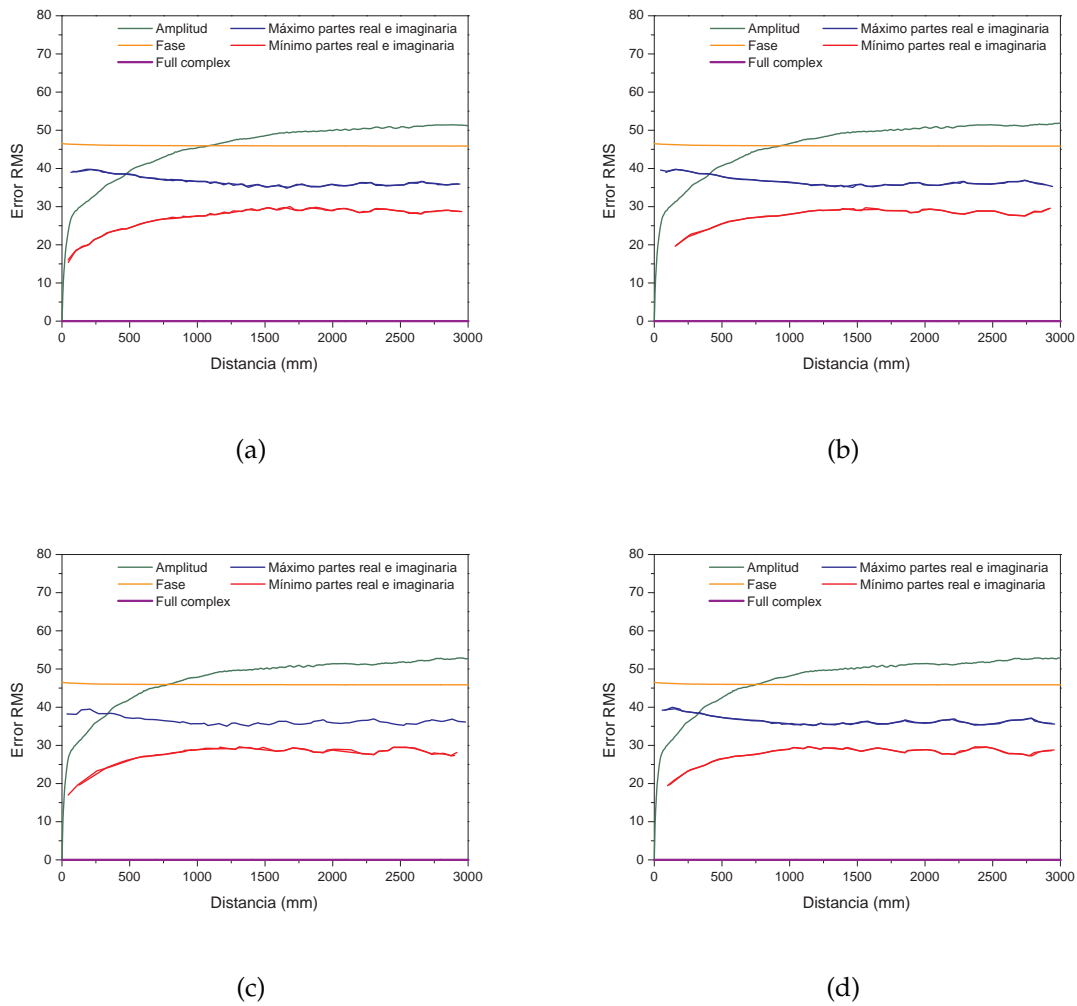 Amplitud Máximo partes real e imaginaria
Fase Mínimo partes real e imaginaria
Full complex
80
70
60
50
40
30
20
10
0
Error RMS
0 500 1000 1500 2000 2500 3000
Distancia (mm)
(a)
Amplitud Máximo partes real e imaginaria
Fase Mínimo partes real e imaginaria
Full complex
80
70
60
50
40
30
20
10
0
Error RMS
0 500 1000 1500 2000 2500 3000
Distancia (mm)
(b)
Amplitud Máximo partes real e imaginaria
Fase Mínimo partes real e imaginaria
Full complex
80
70
60
50
40
30
20
10
0
Error RMS
0 500 1000 1500 2000 2500 3000
Distancia (mm)
(c)
Amplitud Máximo partes real e imaginaria
Fase Mínimo partes real e imaginaria
Full complex
80
70
60
50
40
30
20
10
0
Error RMS
0 500 1000 1500 2000 2500 3000
Distancia (mm)
(d)